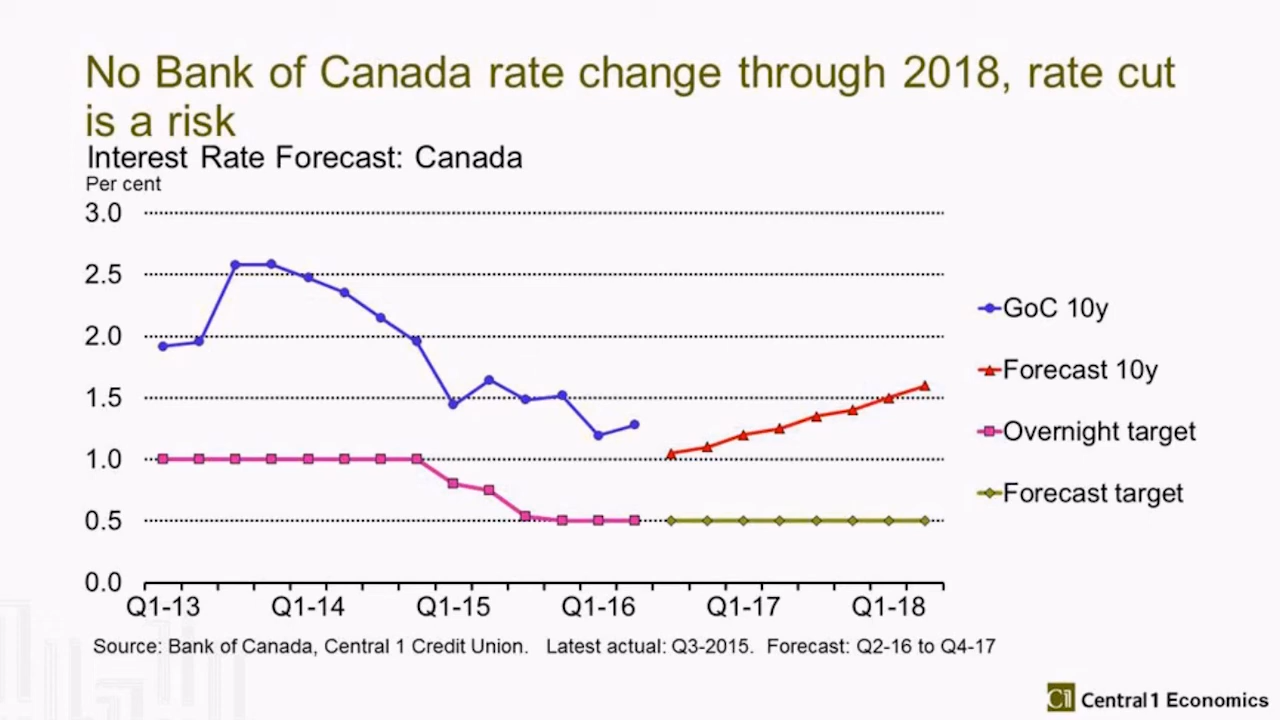 No Bank of Canada rate change through 2018, rate cut
is a risk
Interest Rate Forecast: Canada
Per cent
3.0
2.5
2.0
1.5
1.0
0.5
0.0
Q1-13 Q1-14 Q1-15 Q1-16 Q1-17 Q1-18
GoC 10y
Forecast 10y
Overnight target
Forecast target
Source: Bank of Canada, Central 1 Credit Union. Latest actual: Q3-2015. Forecast: Q2-16 to Q4-17
C1 Central 1 Economics